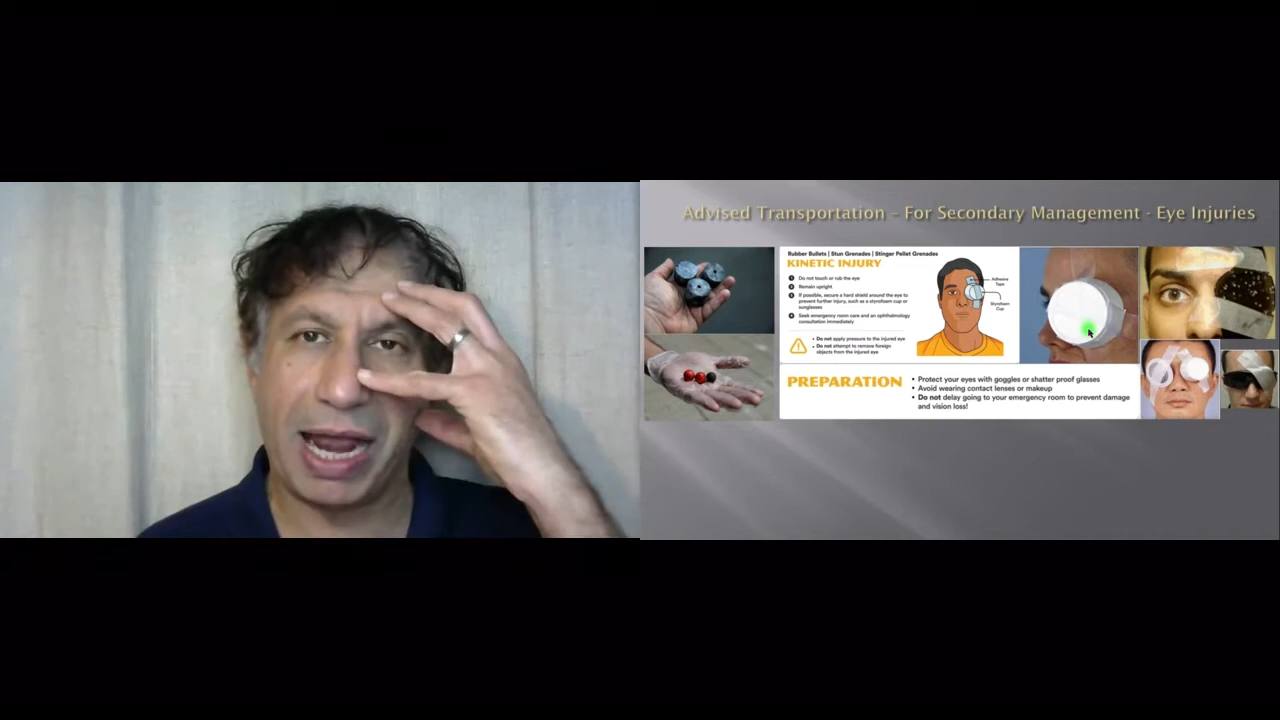 Advised Transportation – For Secondary Management - Eye Injuries
Rubber Bullets | Stun Grenades | Stinger Pellet Grenades
KINETIC INJURY
1 Do not touch or rub the eye
2 Remain upright
3 If possible, secure a hard shield around the eye to
prevent further injury, such as a styrofoam cup or
sunglasses
4 Seek emergency room care and an ophthalmology
consultation immediately
• Do not apply pressure to the injured eye
• Do not attempt to remove foreign
objects from the injured eye
Adhesive
Tape
Styrofoam
Cup
PREPARATION
• Protect your eyes with goggles or shatter proof glasses
• Avoid wearing contact lenses or makeup
• Do not delay going to your emergency room to prevent damage
and vision loss!